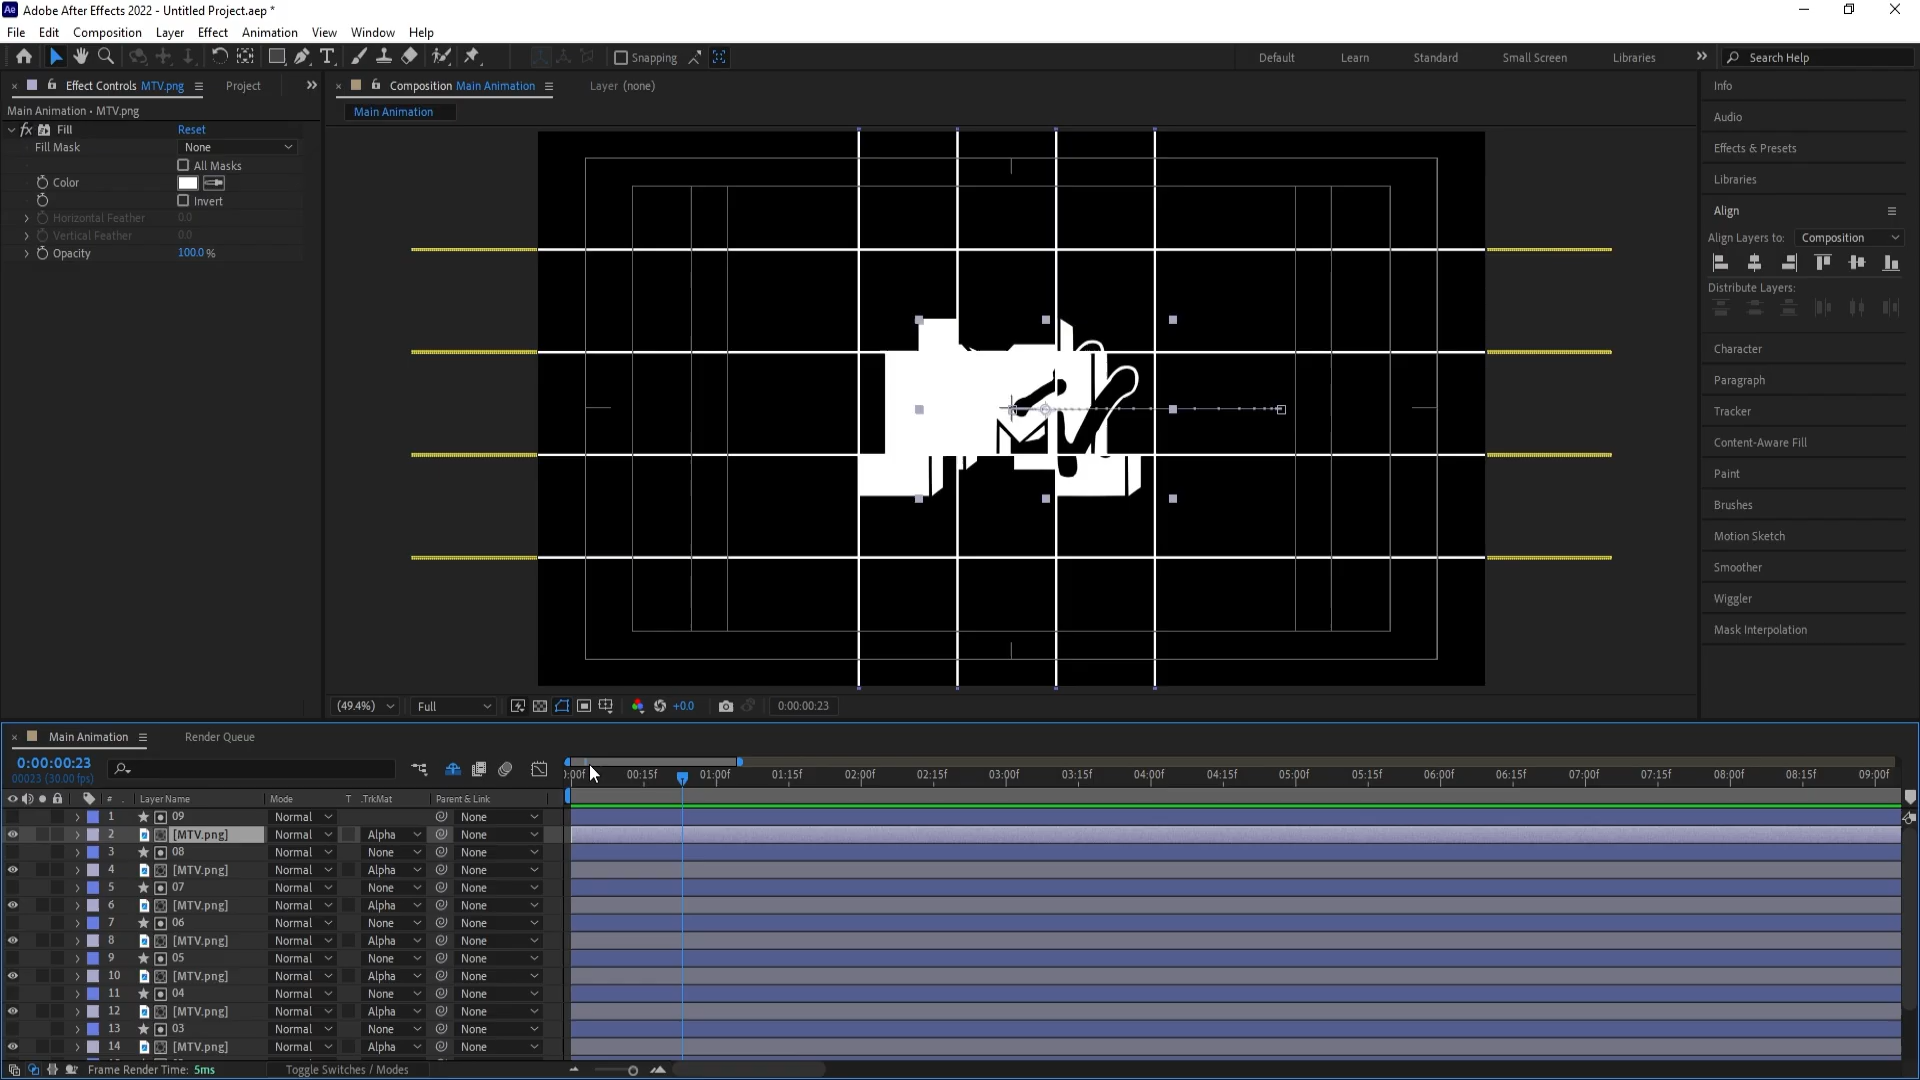 Adobe After Effects 2022 - Untitled Project.aep *
File Edit Composition Layer Effect Animation View Window Help
Snapping Default Learn Standard Small Screen Libraries Search Help
Effect Controls MTV.png Project Composition Main Animation Layer (none) Info
Main Animation • MTV.png Main Animation Audio
fx Fill Reset
Fill Mask None Effects & Presets
All Masks
Color Libraries
Invert
Horizontal Feather 0.0 Align
Vertical Feather 0.0 Align Layers to: Composition
Opacity 100.0 %
Distribute Layers:
Character
Paragraph
Tracker
Content-Aware Fill
Paint
Brushes
Motion Sketch
Smoother
Wiggler
Mask Interpolation
(49.4%) Full +0.0 0:00:00:23
Main Animation Render Queue
0:00:00:23
00023 (30.00 fps)
:00f 00:15f 01:00f 01:15f 02:00f 02:15f 03:00f 03:15f 04:00f 04:15f 05:00f 05:15f 06:00f 06:15f 07:00f 07:15f 08:00f 08:15f 09:00f
# Layer Name Mode T .TrkMat Parent & Link
1 09 Normal None
2 [MTV.png] Normal Alpha None
3 08 Normal None None
4 [MTV.png] Normal Alpha None
5 07 Normal None None
6 [MTV.png] Normal Alpha None
7 06 Normal None None
8 [MTV.png] Normal Alpha None
9 05 Normal None None
10 [MTV.png] Normal Alpha None
11 04 Normal None None
12 [MTV.png] Normal Alpha None
13 03 Normal None None
14 [MTV.png] Normal Alpha None
Frame Render Time: 5ms Toggle Switches / Modes